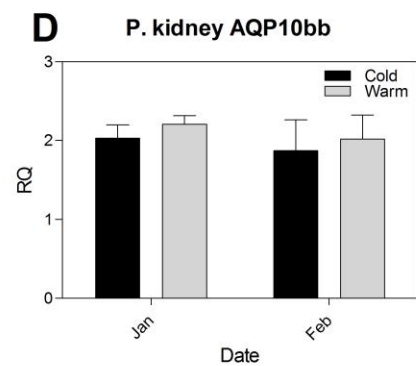 D P. kidney AQP10bb
Cold
Warm
RQ
3
2
1
0
Jan
Feb
Date